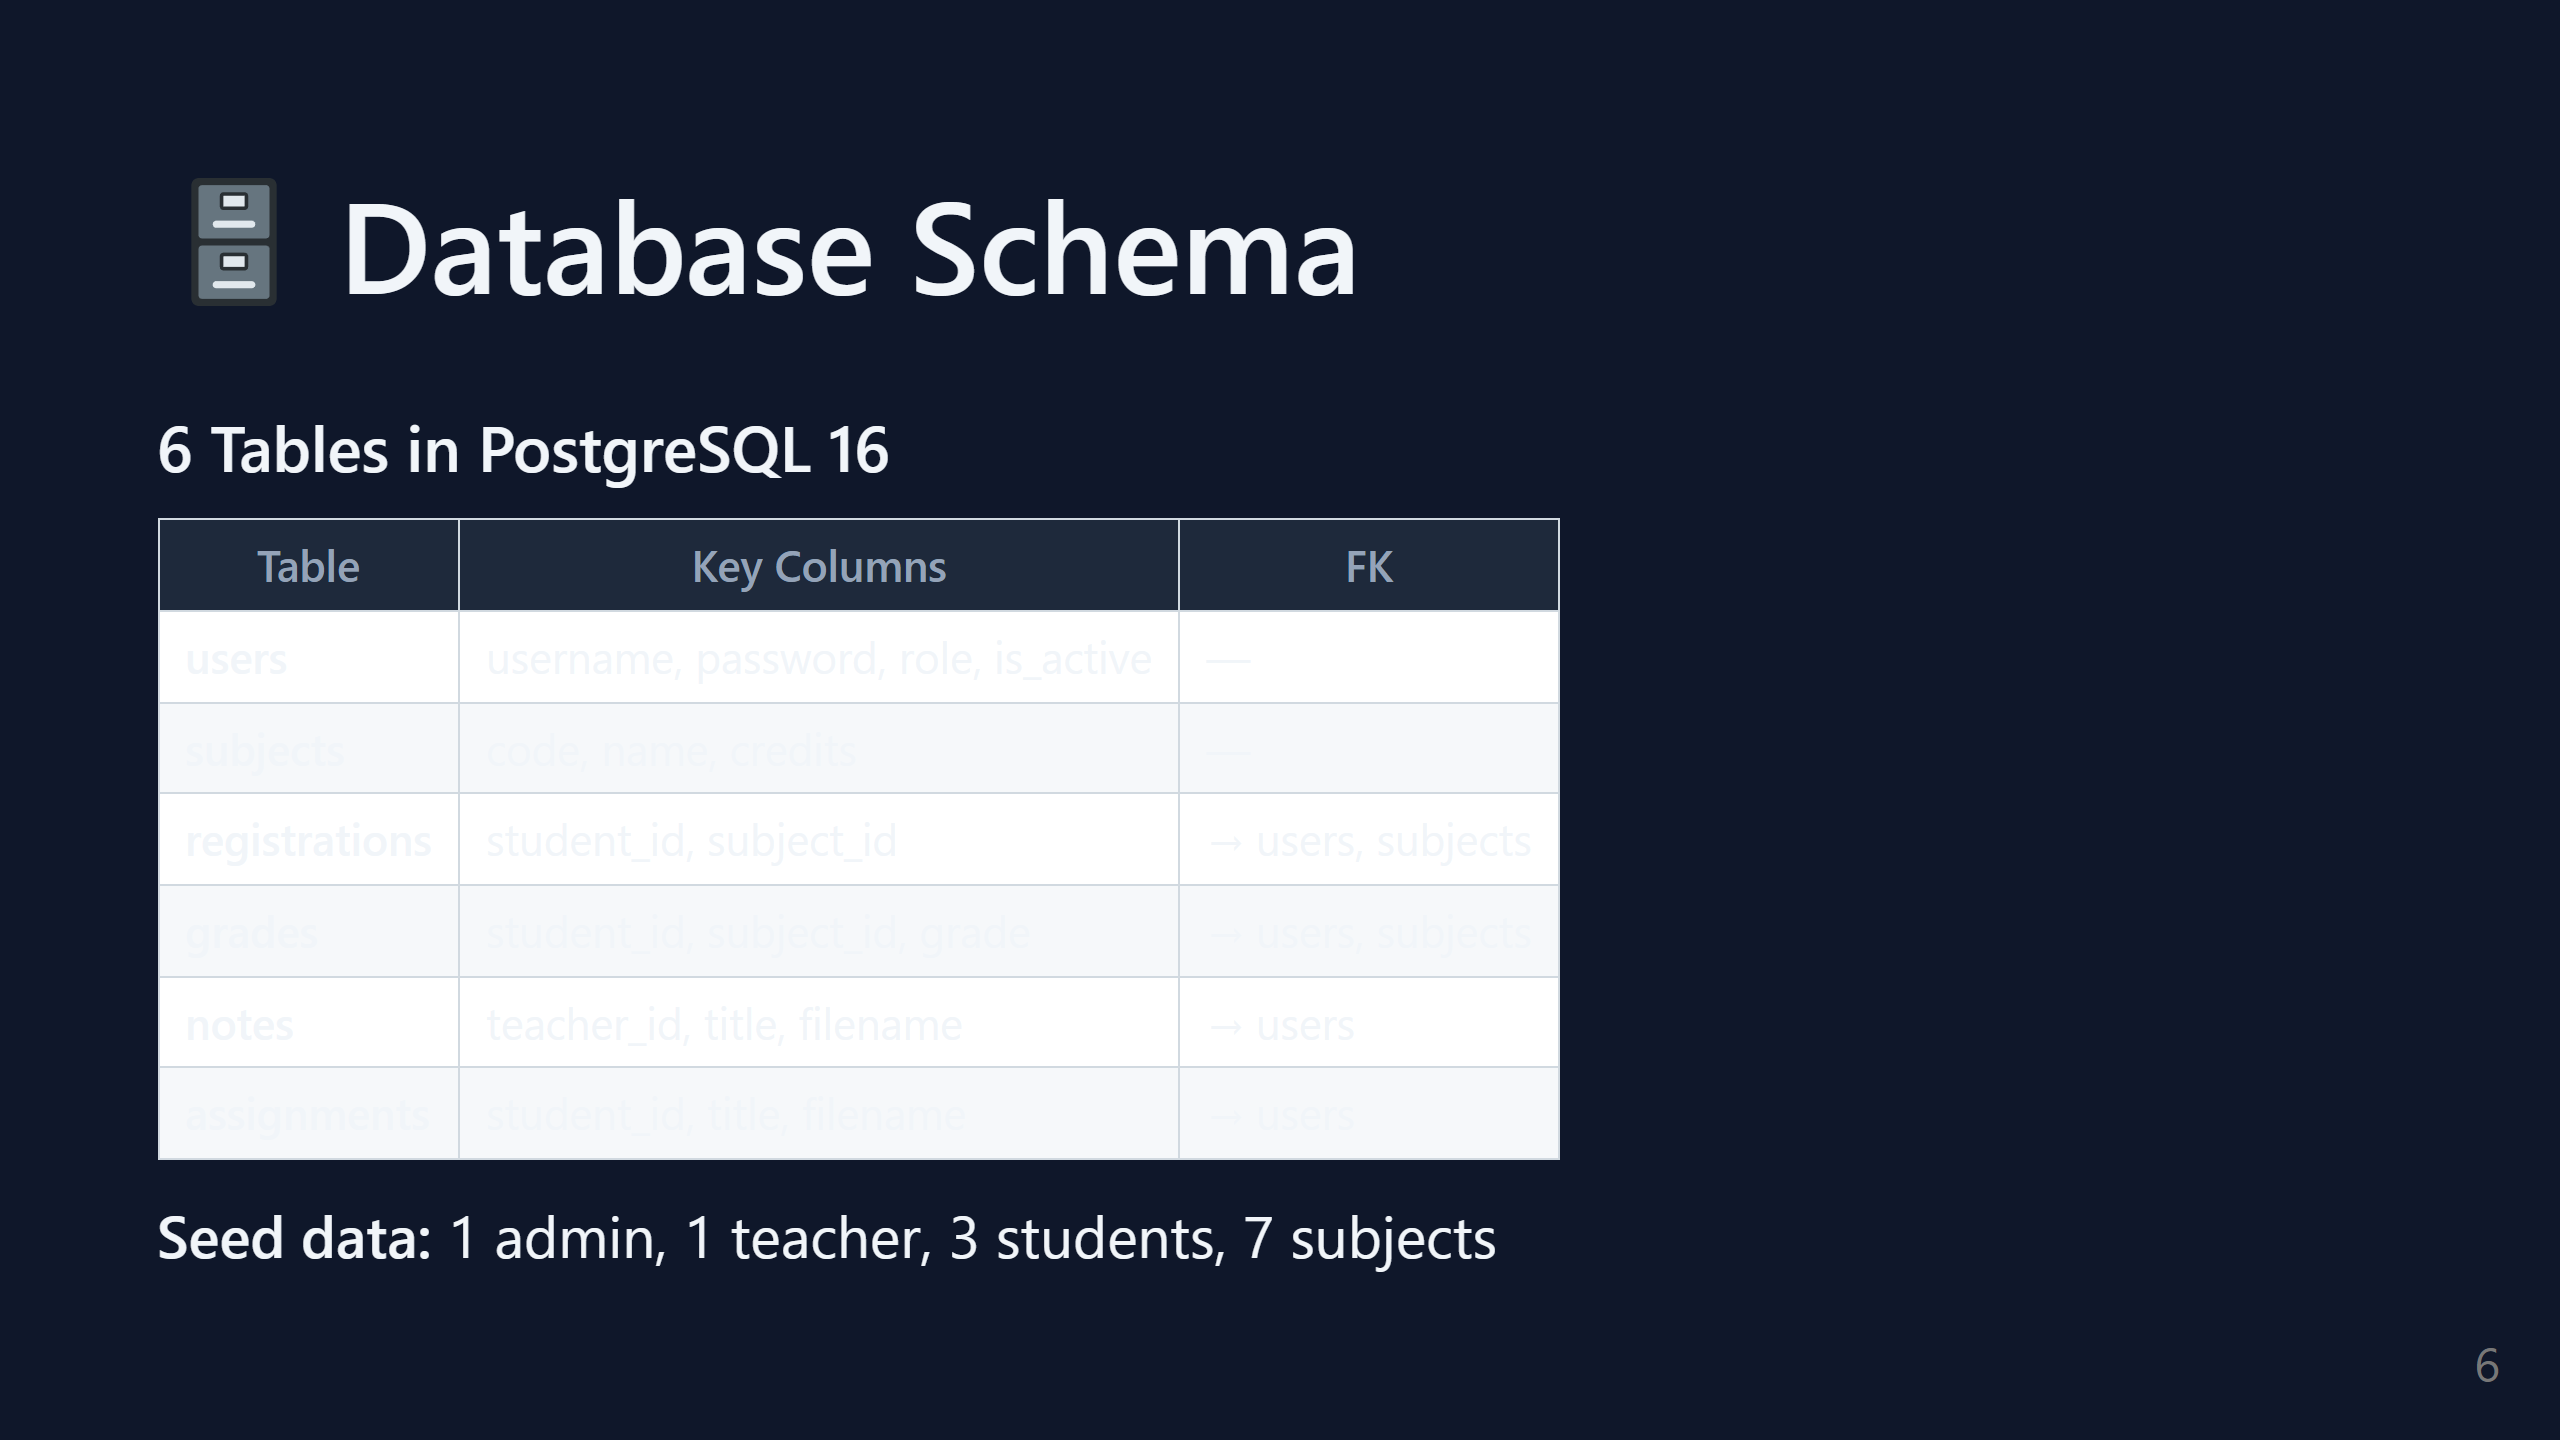 Database Schema
6 Tables in PostgreSQL 16
Table Key Columns FK
users username, password, role, is_active —
subjects code, name, credits —
registrations student_id, subject_id → users, subjects
grades student_id, subject_id, grade → users, subjects
notes teacher_id, title, filename → users
assignments student_id, title, filename → users
Seed data: 1 admin, 1 teacher, 3 students, 7 subjects
6